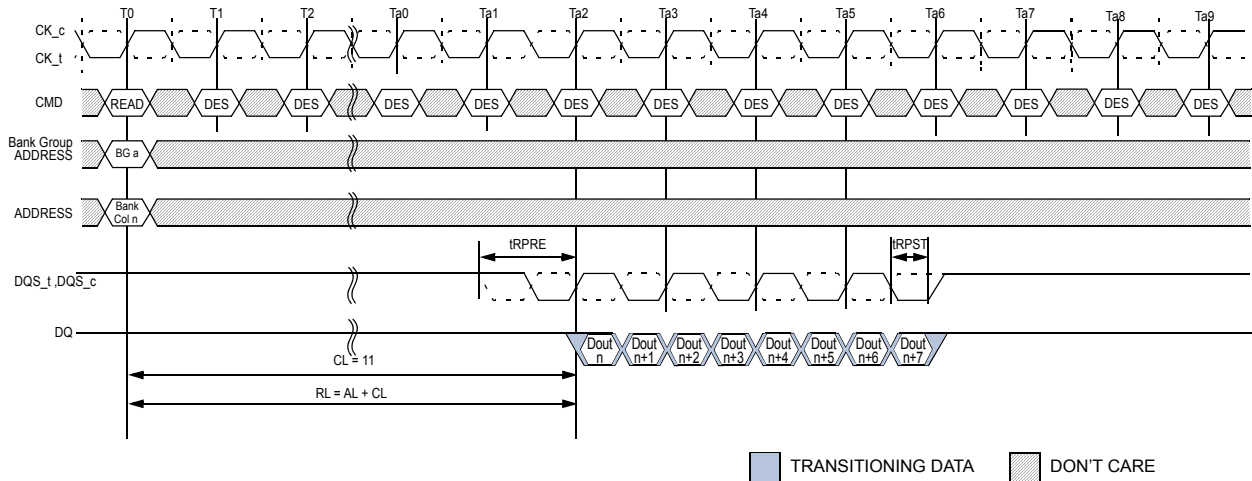 T0 T1 T2 Ta0 Ta1 Ta2 Ta3 Ta4 Ta5 Ta6 Ta7 Ta8 Ta9
CK_c
CK_t
CMD READ DES DES DES DES DES DES DES DES DES DES DES DES
Bank Group
ADDRESS
BG a
ADDRESS
Bank
Col n
tRPRE tRPST
DQS_t ,DQS_c
DQ
Dout Dout Dout Dout Dout Dout Dout Dout
n n+1 n+2 n+3 n+4 n+5 n+6 n+7
CL = 11
RL = AL + CL
TRANSITIONING DATA DON'T CARE